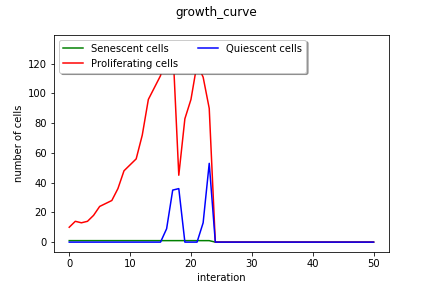 growth_curve
Senescent cells
Proliferating cells
Quiescent cells
number of cells
120
100
80
60
40
20
0
0 10 20 30 40 50
interation